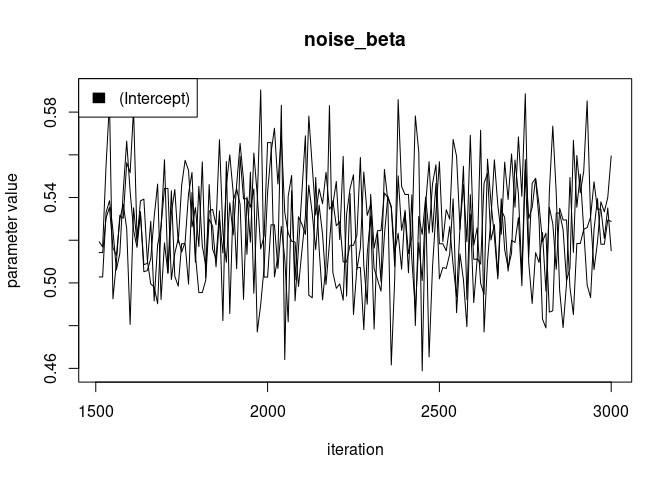 noise_beta
(Intercept)
parameter value
0.58
0.54
0.50
0.46
1500 2000 2500 3000
iteration